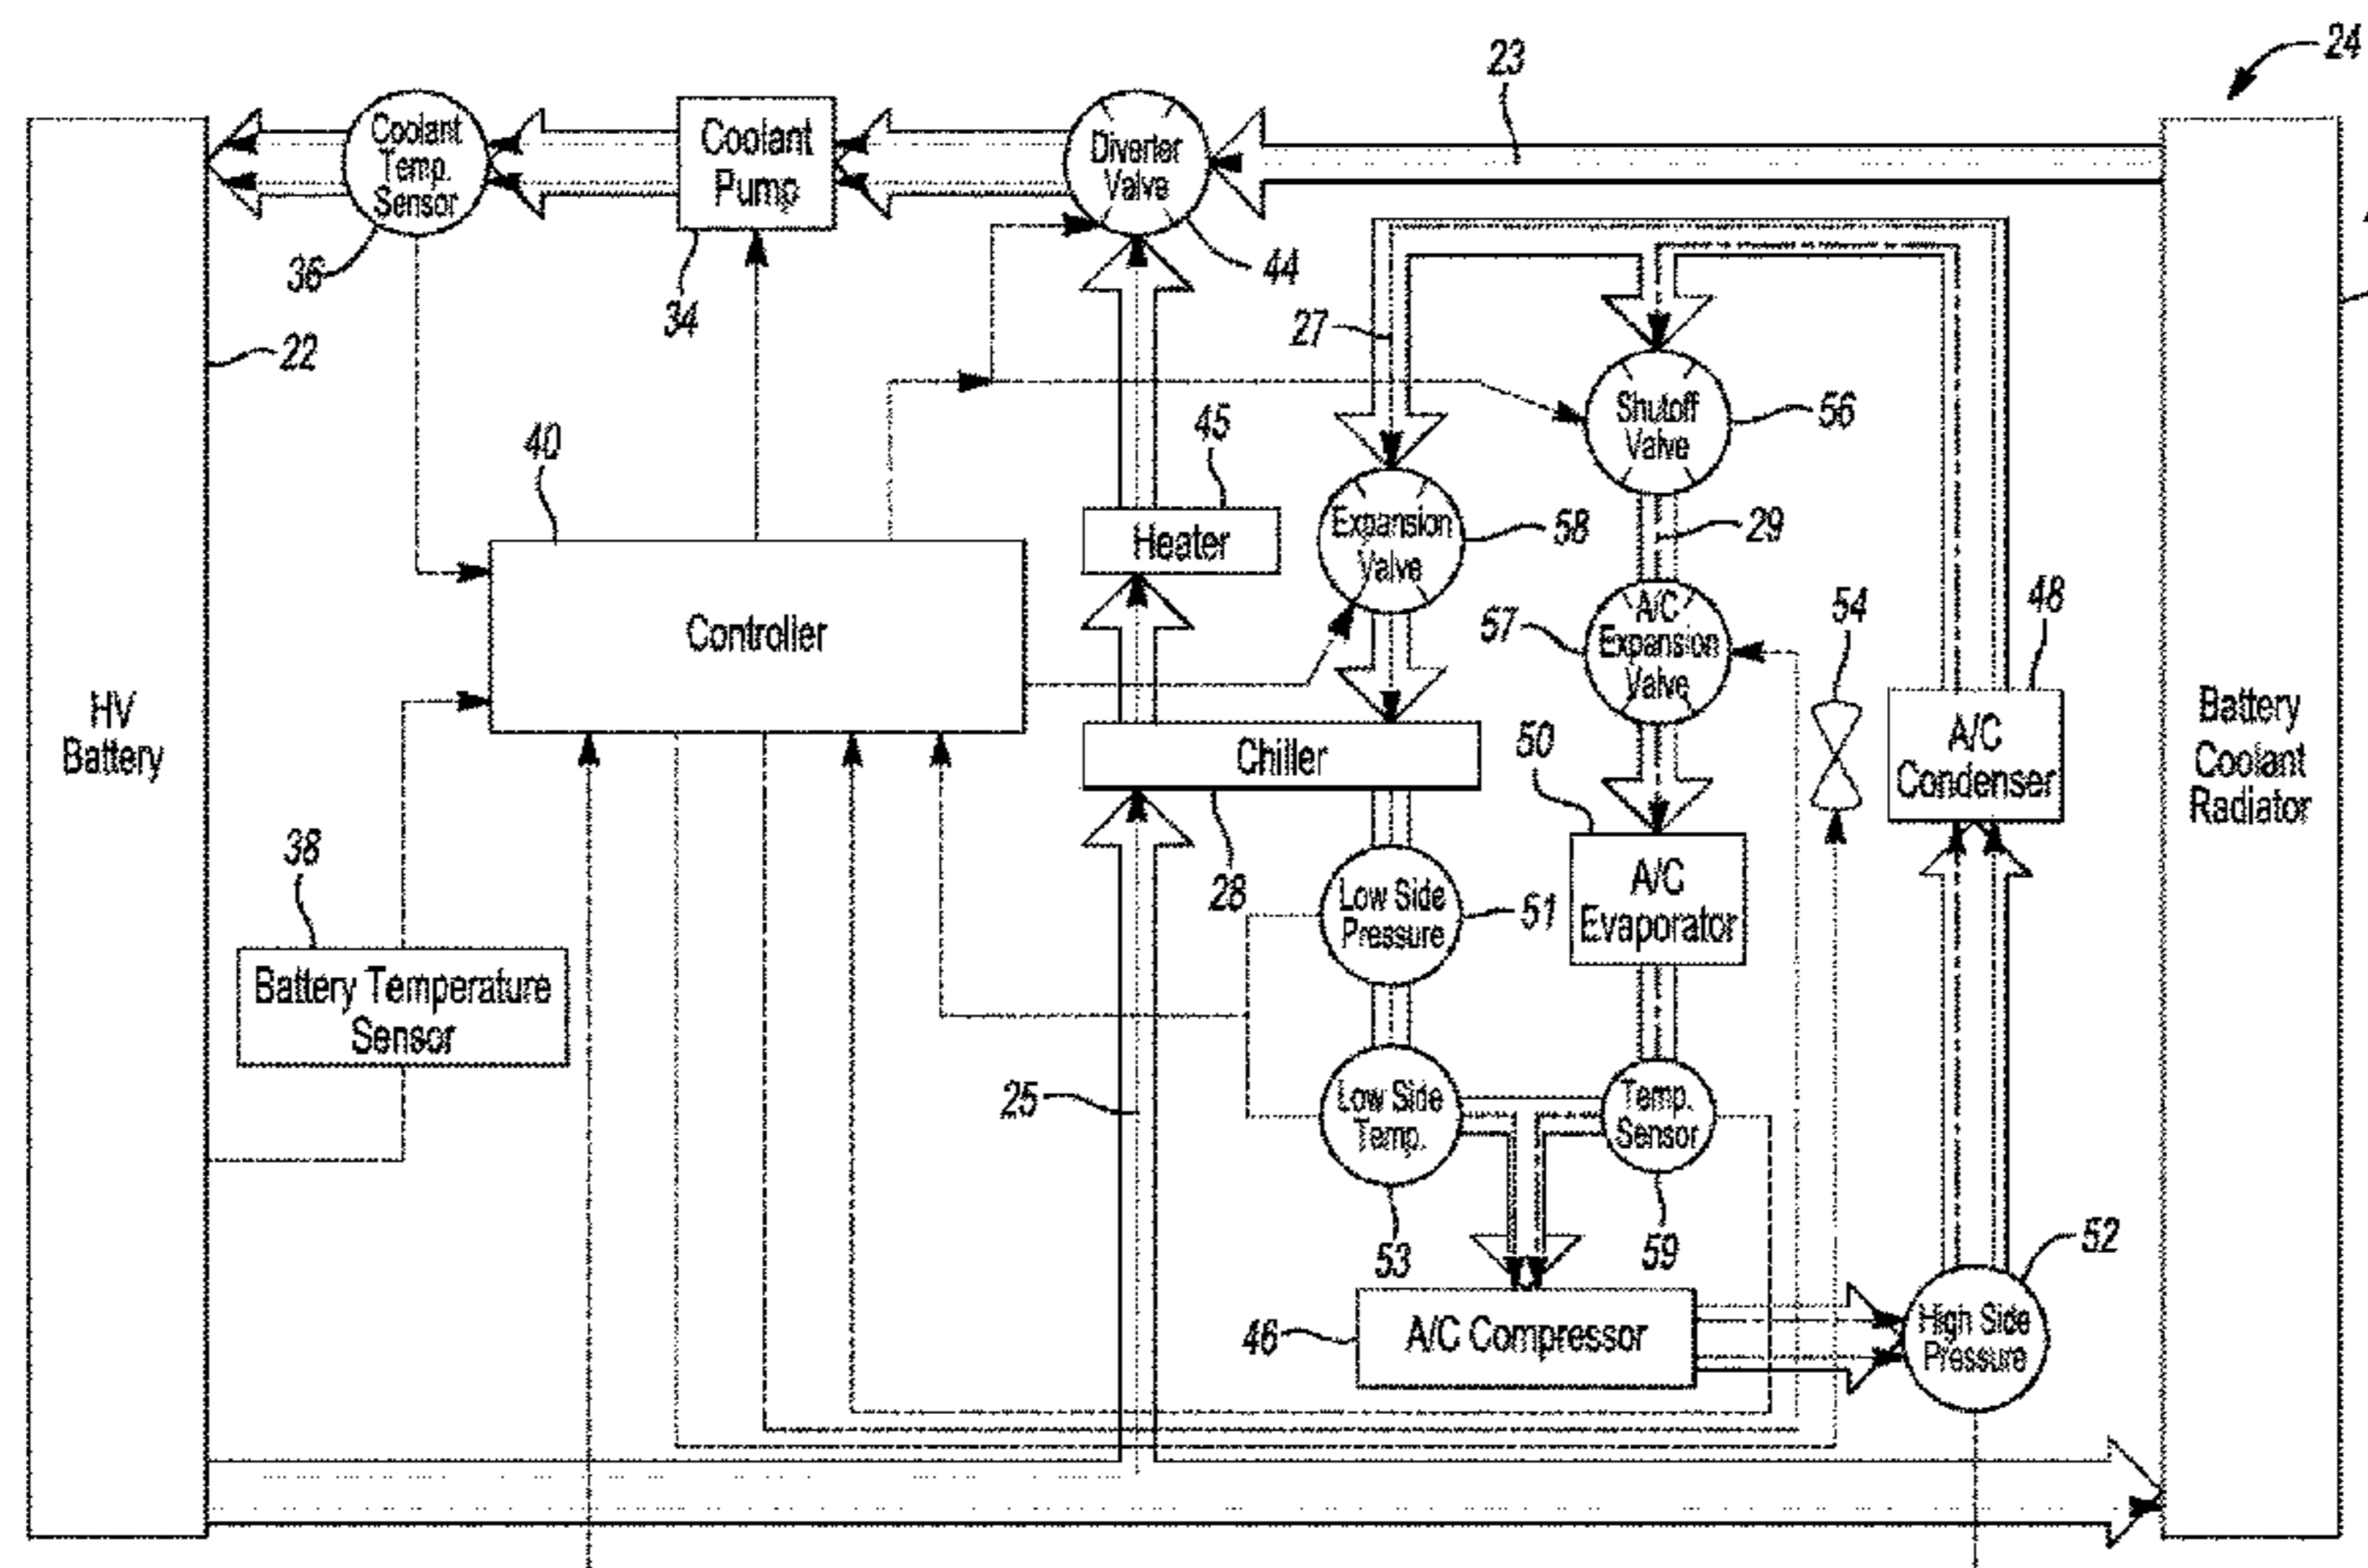 24
23
Coolant
Temp.
Sensor
Coolant
Pump
Diverter
Valve
36
34
44
22
27
Shutoff
Valve
56
40
45
Heater
Expansion
Valve
58
29
Controller
A/C
Expansion
Valve
57
54
48
HV
Battery
Chiller
50
A/C
Condenser
Battery
Coolant
Radiator
38
28
Low Side
Pressure
51
A/C
Evaporator
Battery Temperature
Sensor
25
Low Side
Temp.
Temp.
Sensor
53
59
52
46
A/C Compressor
High Side
Pressure